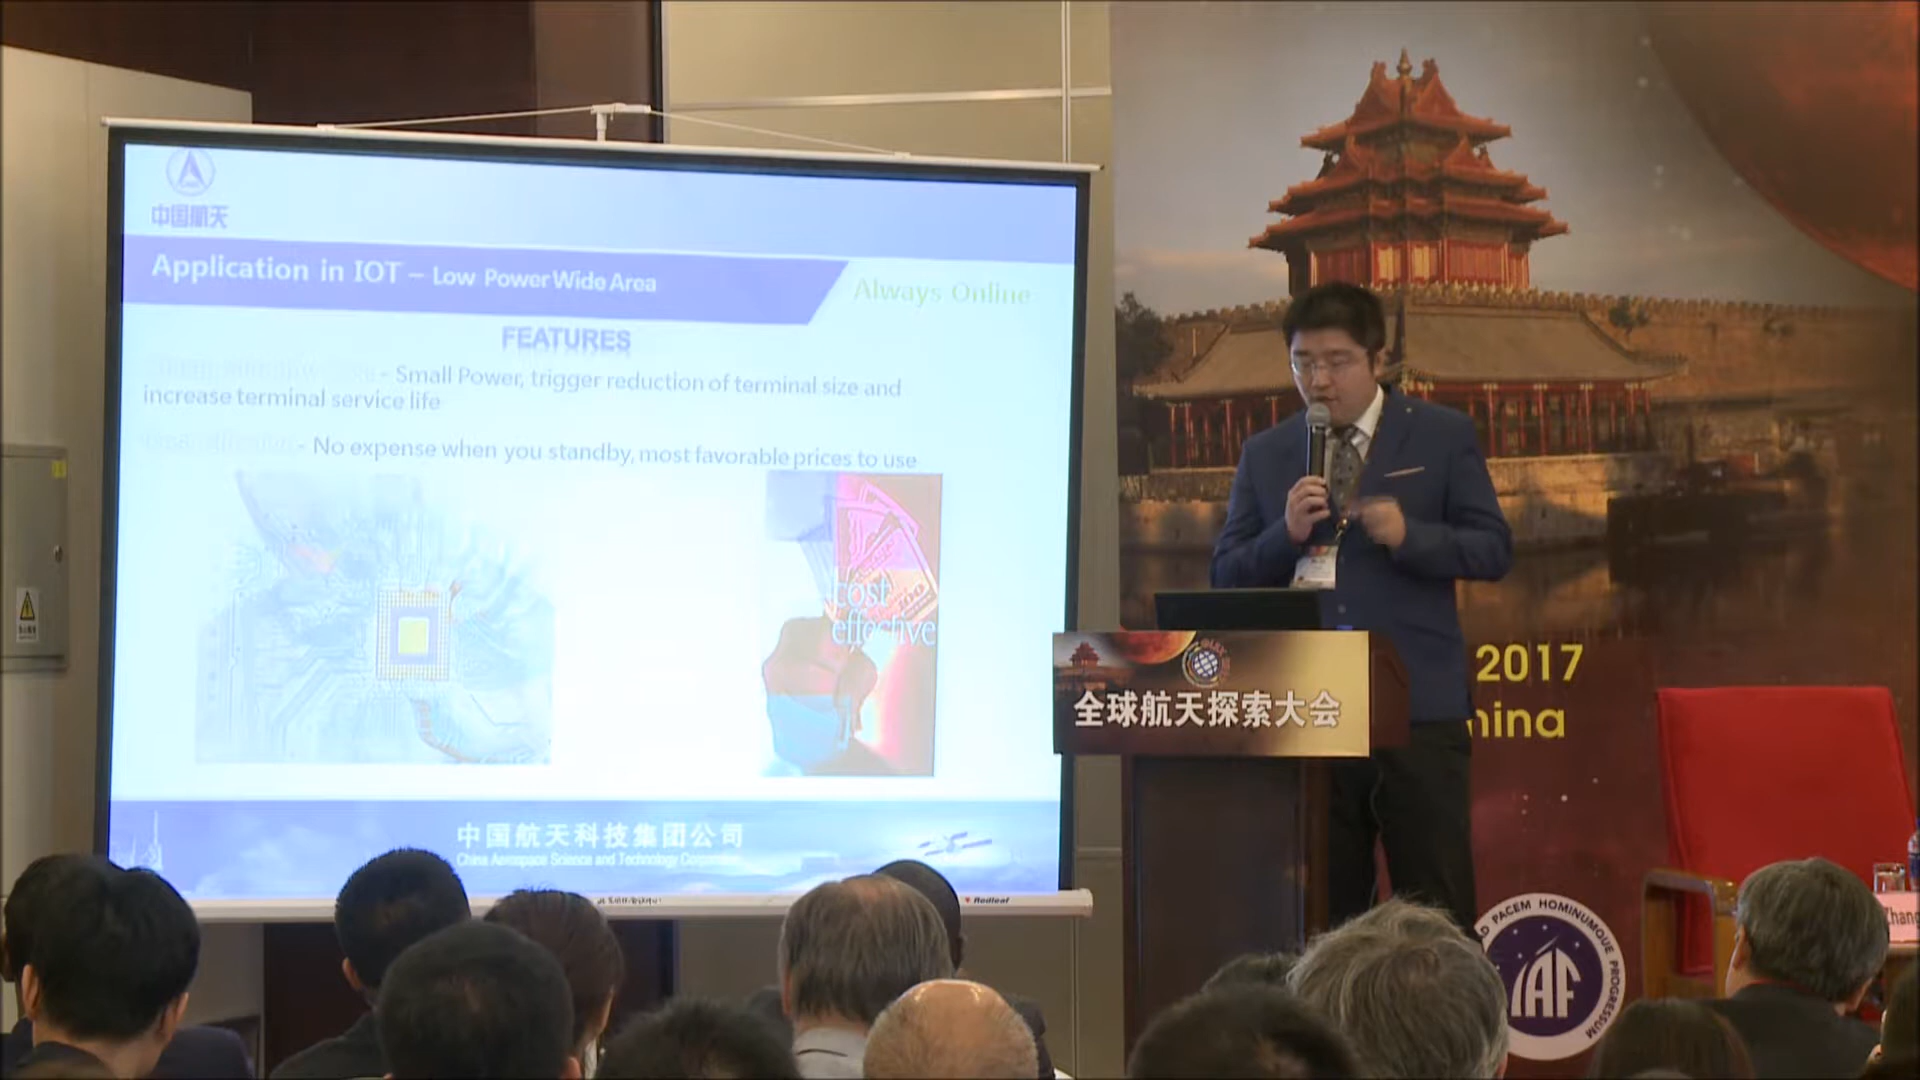 中国航天
Application in IOT – Low Power Wide Area
Always Online
FEATURES
- Small Power, trigger reduction of terminal size and
increase terminal service life
- No expense when you standby, most favorable prices to use
cost
effective
100
中国航天科技集团公司
China Aerospace Science and Technology
Redleaf
全球航天探索大会
2017
hina
PACEM HOMINUMQUE PROGRESSUM
IAF
Zhang